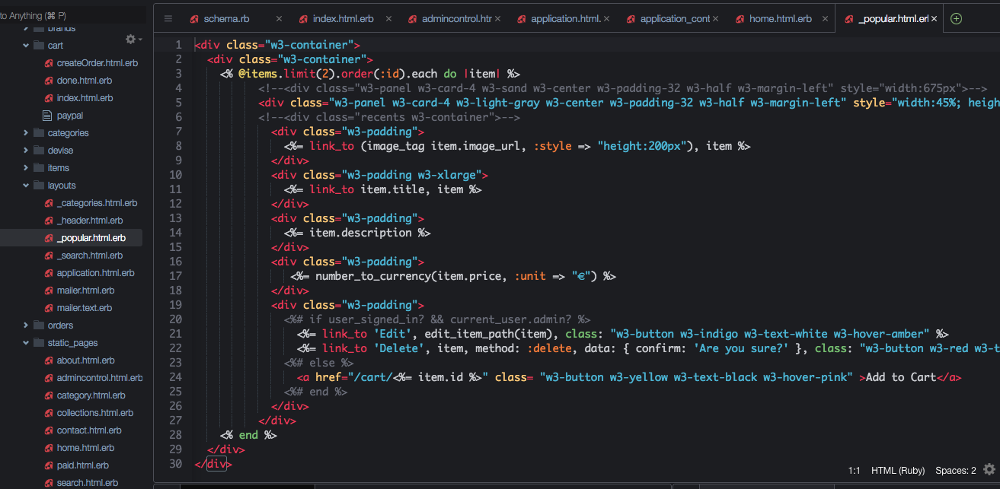 to Anything (⌘ P)
brands
cart
createOrder.html.erb
done.html.erb
index.html.erb
paypal
categories
devise
items
layouts
_categories.html.erb
_header.html.erb
_popular.html.erb
_search.html.erb
application.html.erb
mailer.html.erb
mailer.text.erb
orders
static_pages
about.html.erb
admincontrol.html.erb
category.html.erb
collections.html.erb
contact.html.erb
home.html.erb
paid.html.erb
search.html.erb
schema.rb × index.html.erb × admincontrol.htr × application.html. × application_cont × home.html.erb × _popular.html.erl ×
1 <div class="w3-container">
2 <div class="w3-container">
3 <% @items.limit(2).order(:id).each do |item| %>
4 <!--<div class="w3-panel w3-card-4 w3-sand w3-center w3-padding-32 w3-half w3-margin-left" style="width:675px">-->
5 <div class="w3-panel w3-card-4 w3-light-gray w3-center w3-padding-32 w3-half w3-margin-left" style="width:45%; heigh
6 <!--<div class="recents w3-container">-->
7 <div class="w3-padding">
8 <%= link_to (image_tag item.image_url, :style => "height:200px"), item %>
9 </div>
10 <div class="w3-padding w3-xlarge">
11 <%= link_to item.title, item %>
12 </div>
13 <div class="w3-padding">
14 <%= item.description %>
15 </div>
16 <div class="w3-padding">
17 <%= number_to_currency(item.price, :unit => "€") %>
18 </div>
19 <div class="w3-padding">
20 <%# if user_signed_in? && current_user.admin? %>
21 <%= link_to 'Edit', edit_item_path(item), class: "w3-button w3-indigo w3-text-white w3-hover-amber" %>
22 <%= link_to 'Delete', item, method: :delete, data: { confirm: 'Are you sure?' }, class: "w3-button w3-red w3-t
23 <%# else %>
24 <a href="/cart/<%= item.id %>" class= "w3-button w3-yellow w3-text-black w3-hover-pink" >Add to Cart</a>
25 <%# end %>
26 </div>
27 </div>
28 <% end %>
29 </div>
30 </div>
1:1 HTML (Ruby) Spaces: 2